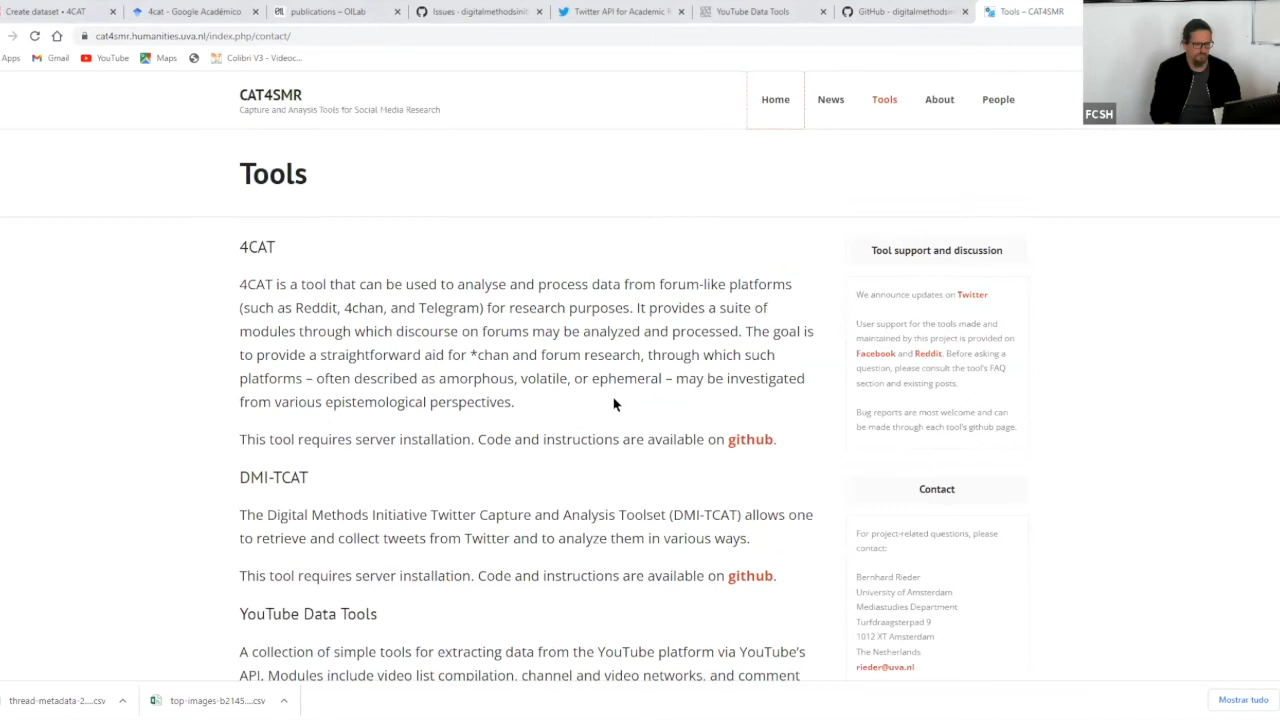 Create dataset • 4CAT
4cat - Google Académico
publications – OILab
Issues · digitalmethodsinit
Twitter API for Academic R
YouTube Data Tools
GitHub - digitalmethods
Tools – CAT4SMR
cat4smr.humanities.uva.nl/index.php/contact/
Apps
Gmail
YouTube
Maps
Colibri V3 - Videoc...
CAT4SMR
Capture and Anaysis Tools for Social Media Research
Home
News
Tools
About
People
FCSH
Tools
4CAT
4CAT is a tool that can be used to analyse and process data from forum-like platforms
(such as Reddit, 4chan, and Telegram) for research purposes. It provides a suite of
modules through which discourse on forums may be analyzed and processed. The goal is
to provide a straightforward aid for *chan and forum research, through which such
platforms – often described as amorphous, volatile, or ephemeral – may be investigated
from various epistemological perspectives.
This tool requires server installation. Code and instructions are available on github.
DMI-TCAT
The Digital Methods Initiative Twitter Capture and Analysis Toolset (DMI-TCAT) allows one
to retrieve and collect tweets from Twitter and to analyze them in various ways.
This tool requires server installation. Code and instructions are available on github.
YouTube Data Tools
A collection of simple tools for extracting data from the YouTube platform via YouTube's
API. Modules include video list compilation, channel and video networks, and comment
Tool support and discussion
We announce updates on Twitter
User support for the tools made and
maintained by this project is provided on
Facebook and Reddit. Before asking a
question, please consult the tool's FAQ
section and existing posts.
Bug reports are most welcome and can
be made through each tool's github page.
Contact
For project-related questions, please
contact:
Bernhard Rieder
University of Amsterdam
Mediastudies Department
Turfdraagsterpad 9
1012 XT Amsterdam
The Netherlands
rieder@uva.nl
thread-metadata-2....csv
top-images-b2145....csv
Mostrar tudo